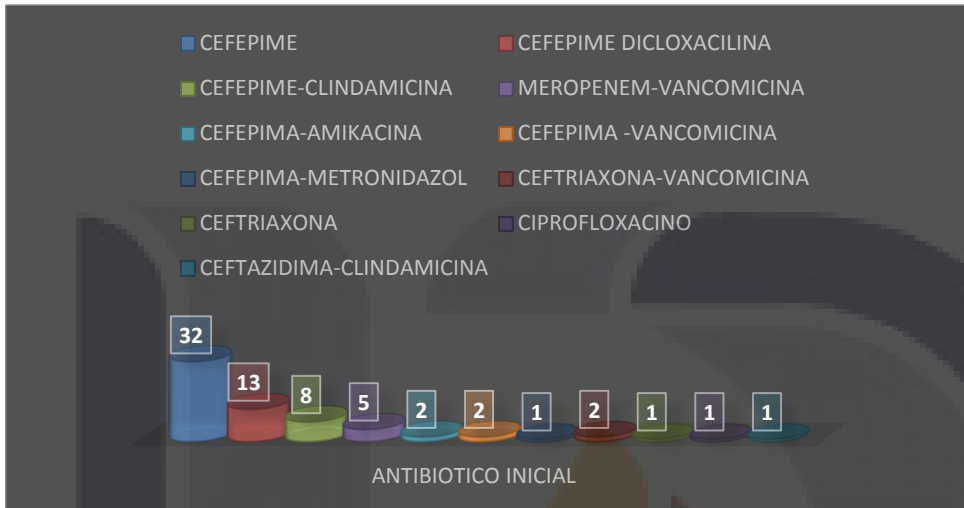 CEFEPIME
CEFEPIME DICLOXACILINA
CEFEPIME-CLINDAMICINA
MEROPENEM-VANCOMICINA
CEFEPIMA-AMIKACINA
CEFEPIMA -VANCOMICINA
CEFEPIMA-METRONIDAZOL
CEFTRIAXONA-VANCOMICINA
CEFTRIAXONA
CIPROFLOXACINO
CEFTAZIDIMA-CLINDAMICINA
32
13
8
5
2
2
1
2
1
1
1
ANTIBIOTICO INICIAL